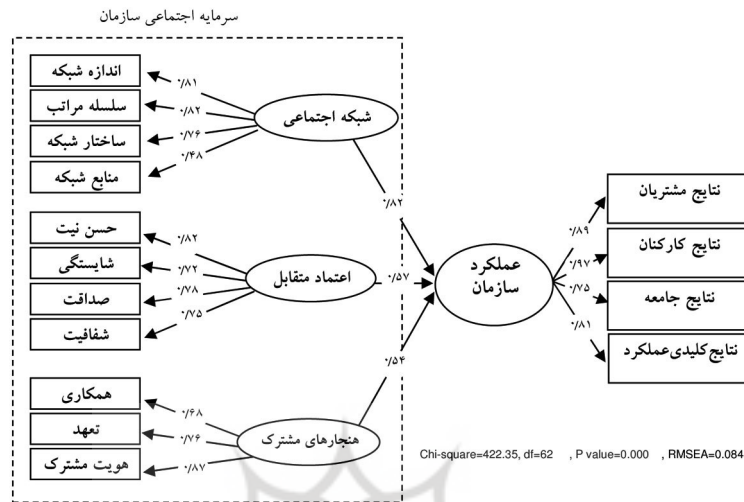 سرمایه اجتماعی سازمان
اندازه شبکه
سلسله مراتب
ساختار شبکه
منابع شبکه
۰/۸۱
۰/۸۲
۰/۷۶
۰/۴۸
شبکه اجتماعی
حسن نیت
شایستگی
صداقت
شفافیت
۰/۸۲
۰/۷۲
۰/۷۸
۰/۷۵
اعتماد متقابل
همکاری
تعهد
هویت مشترک
۰/۶۸
۰/۷۶
۰/۸۷
هنجارهای مشترک
۰/۸۲
۰/۵۷
۰/۵۴
عملکرد
سازمان
۰/۸۹
۰/۹۷
۰/۷۵
۰/۸۱
نتایج مشتریان
نتایج کارکنان
نتایج جامعه
نتایج کلیدی عملکرد
Chi-square=422.35, df=62 , P value=0.000 , RMSEA=0.084